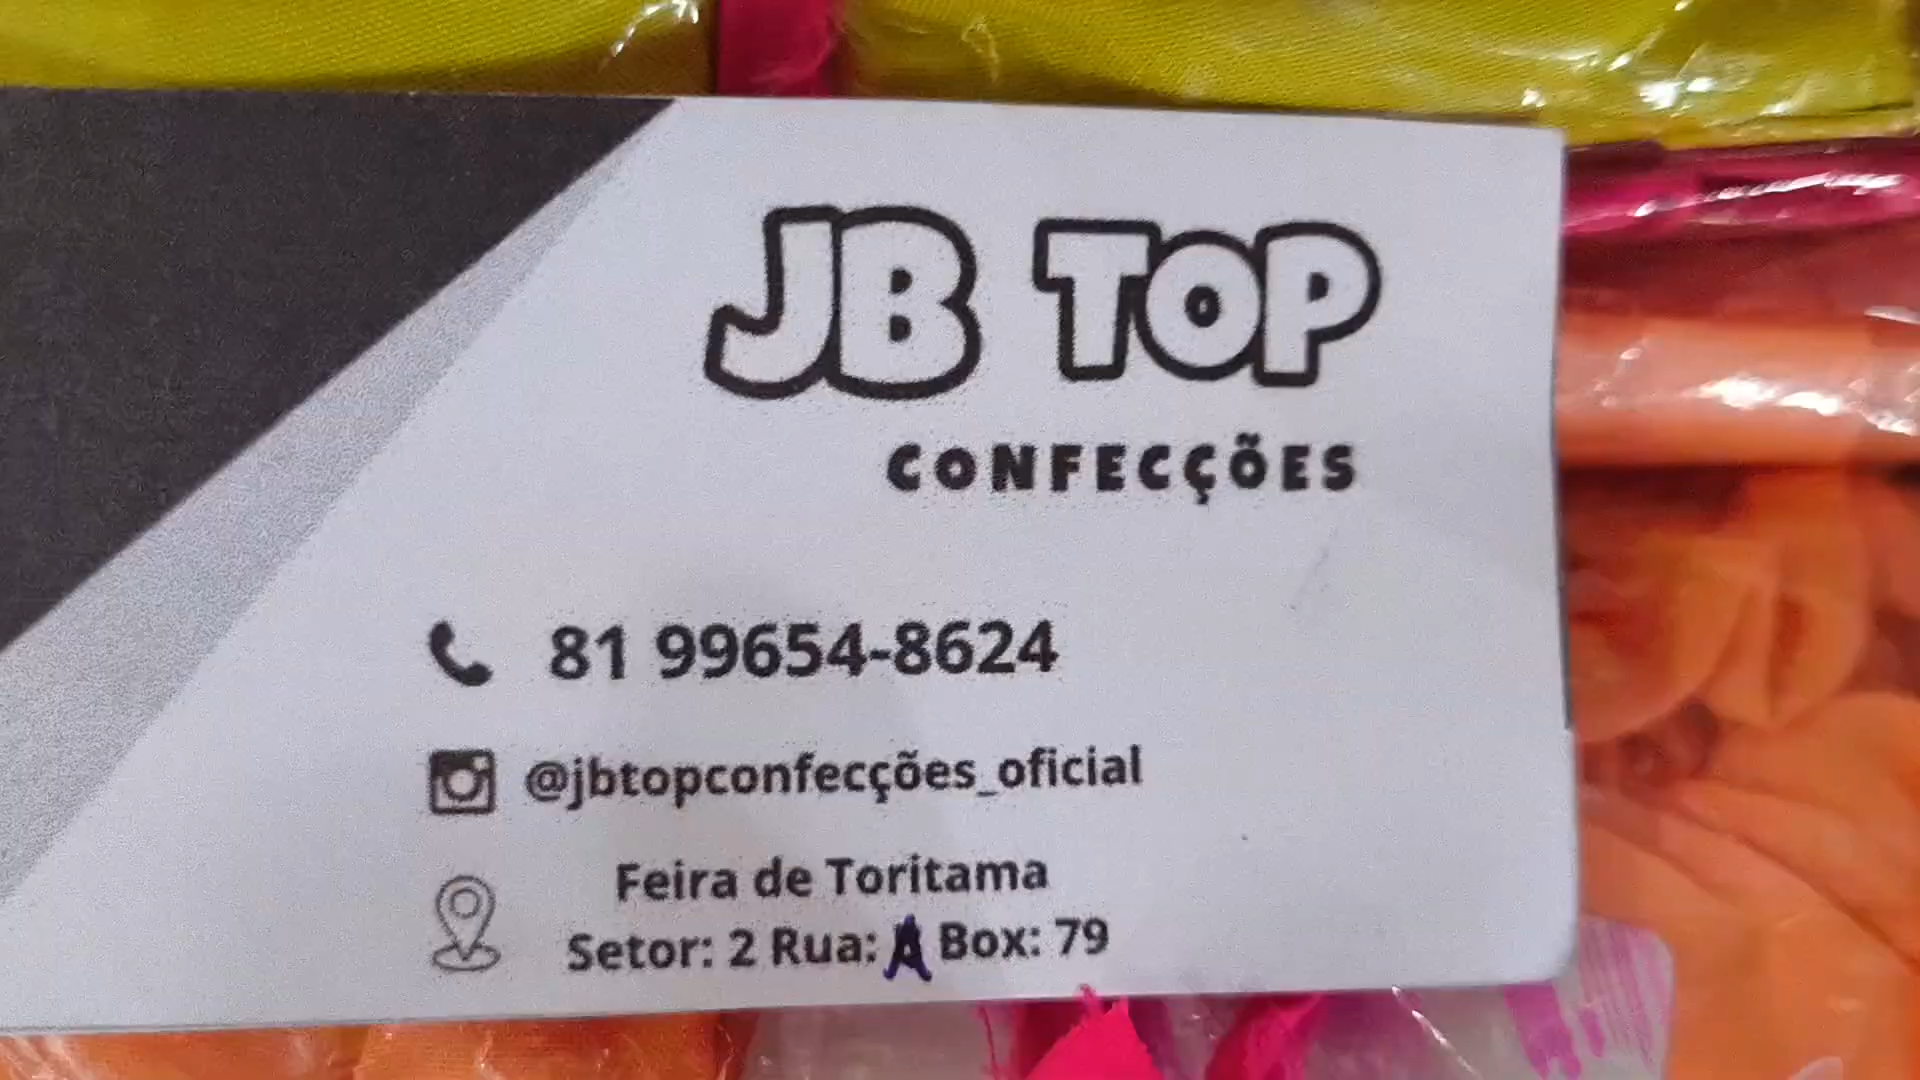 JB TOP
CONFECÇÕES
81 99654-8624
@jbtopconfecções_oficial
Feira de Toritama
Setor: 2 Rua: A Box: 79